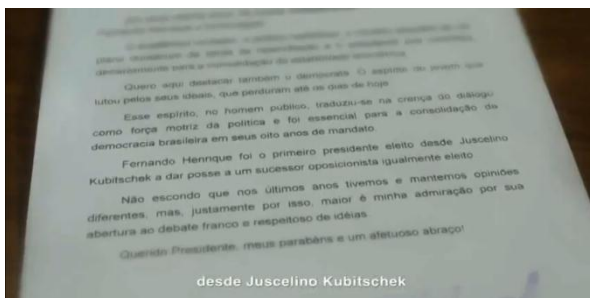 Quero aqui destacar também o democrata. O espírito do jovem que
lutou pelos seus ideais, que perduram até os dias de hoje
Esse espírito, no homem público, traduziu-se na crença do diálogo
como força motriz da política e foi essencial para a consolidação da
democracia brasileira em seus oito anos de mandato.
Fernando Henrique foi o primeiro presidente eleito desde Juscelino
Kubitschek a dar posse a um sucessor oposicionista igualmente eleito
Não escondo que nos últimos anos tivemos e mantemos opiniões
diferentes, mas, justamente por isso, maior é minha admiração por sua
abertura ao debate franco e respeitoso de idéias
Querido Presidente, meus parabéns e um afetuoso abraço!
desde Juscelino Kubitschek